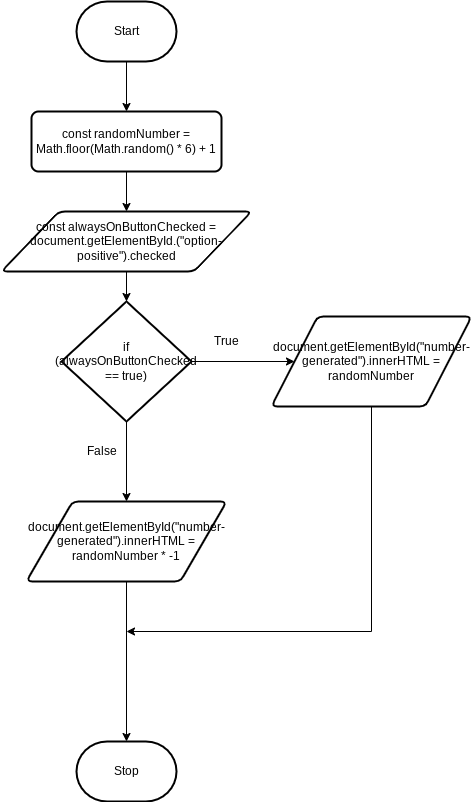 Start
const randomNumber =
Math.floor(Math.random() * 6) + 1
const alwaysOnButtonChecked =
document.getElementById.("option-
positive").checked
if
(alwaysOnButtonChecked
== true)
True
document.getElementById("number-
generated").innerHTML =
randomNumber
False
document.getElementById("number-
generated").innerHTML =
randomNumber * -1
Stop